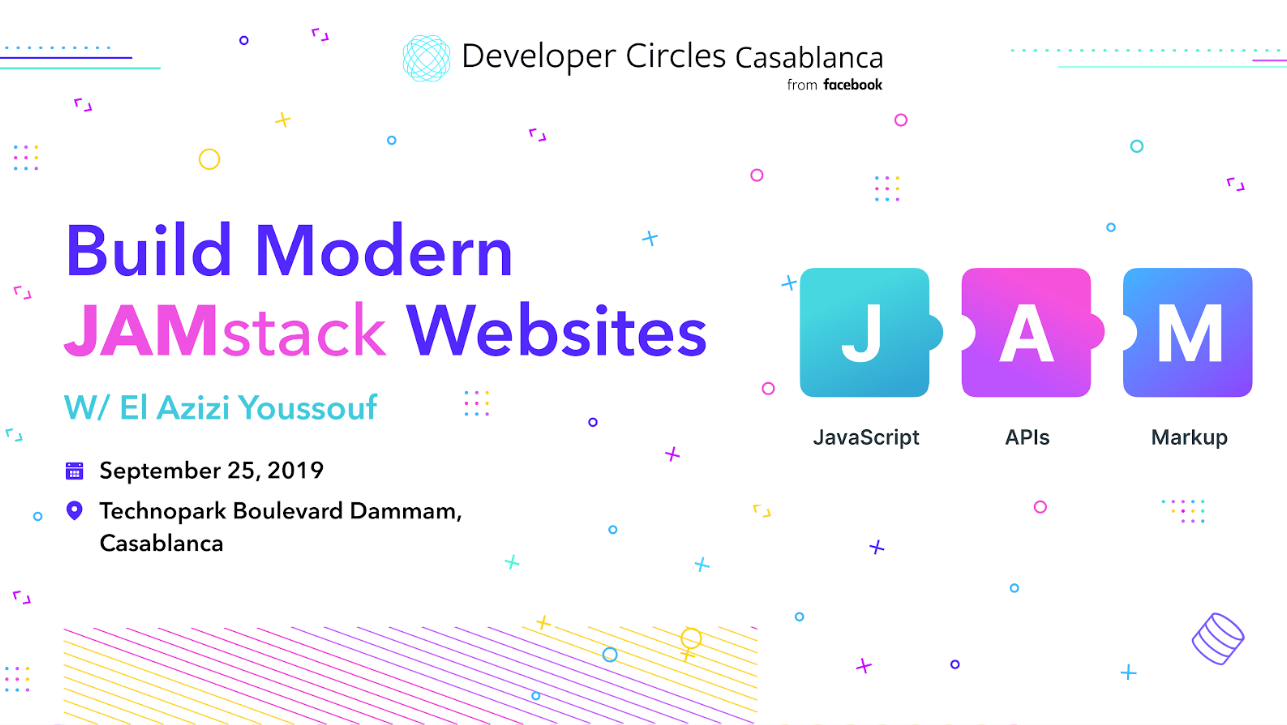 Developer Circles Casablanca
from facebook
Build Modern
JAMstack Websites
W/ El Azizi Youssouf
September 25, 2019
Technopark Boulevard Dammam,
Casablanca
J A M
JavaScript APIs Markup